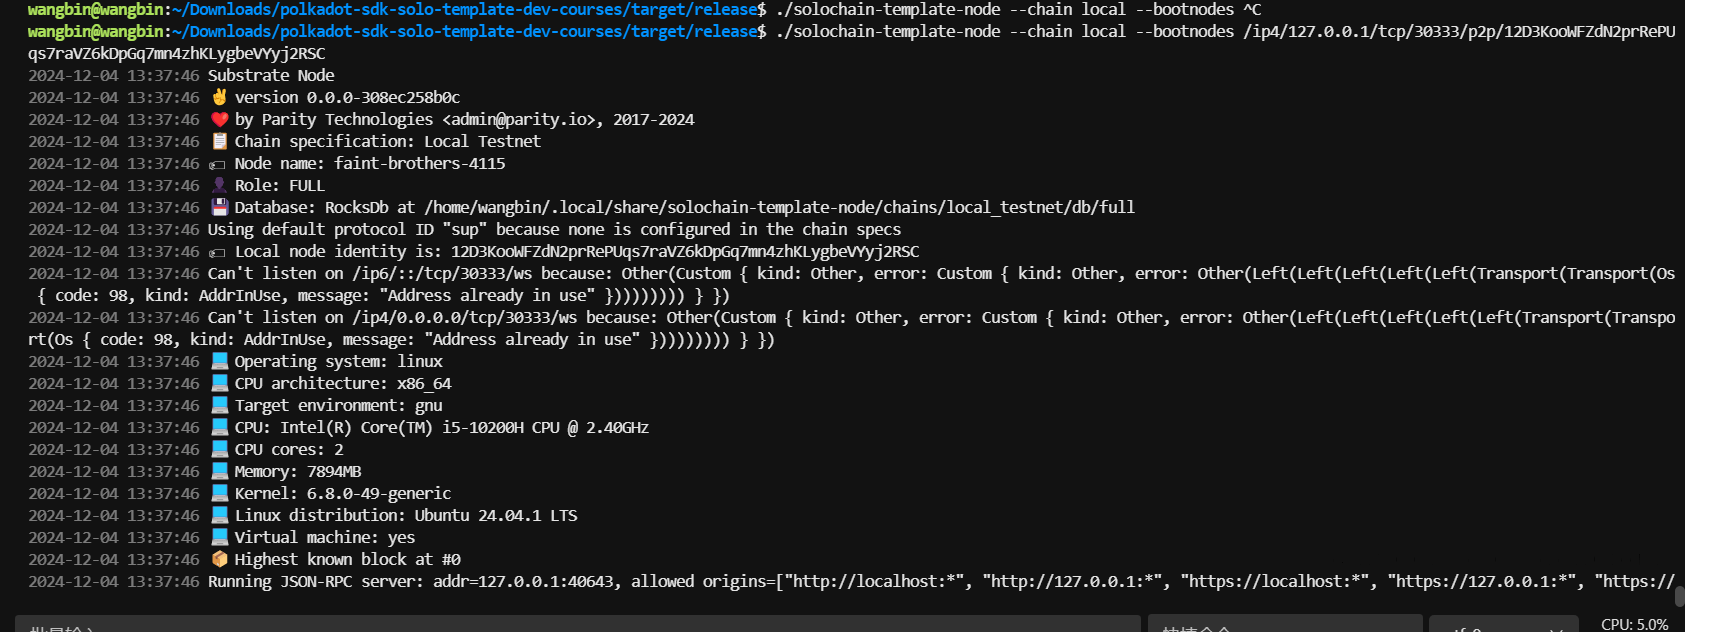 wangbin@wangbin:~/Downloads/polkadot-sdk-solo-template-dev-courses/target/release$ ./solochain-template-node --chain local --bootnodes ^C
wangbin@wangbin:~/Downloads/polkadot-sdk-solo-template-dev-courses/target/release$ ./solochain-template-node --chain local --bootnodes /ip4/127.0.0.1/tcp/30333/p2p/12D3KooWFZdN2prRePU
qs7raVZ6kDpGq7mn4zhKLygbeVYyj2RSC
2024-12-04 13:37:46 Substrate Node
2024-12-04 13:37:46 ✌️ version 0.0.0-308ec258b0c
2024-12-04 13:37:46 ❤️ by Parity Technologies <admin@parity.io>, 2017-2024
2024-12-04 13:37:46 📋 Chain specification: Local Testnet
2024-12-04 13:37:46 🏷 Node name: faint-brothers-4115
2024-12-04 13:37:46 👤 Role: FULL
2024-12-04 13:37:46 💾 Database: RocksDb at /home/wangbin/.local/share/solochain-template-node/chains/local_testnet/db/full
2024-12-04 13:37:46 Using default protocol ID "sup" because none is configured in the chain specs
2024-12-04 13:37:46 🏷 Local node identity is: 12D3KooWFZdN2prRePUqs7raVZ6kDpGq7mn4zhKLygbeVYyj2RSC
2024-12-04 13:37:46 Can't listen on /ip6/::/tcp/30333/ws because: Other(Custom { kind: Other, error: Custom { kind: Other, error: Other(Left(Left(Left(Left(Left(Left(Transport(Transport(Os
{ code: 98, kind: AddrInUse, message: "Address already in use" }))))))))) } })
2024-12-04 13:37:46 Can't listen on /ip4/0.0.0.0/tcp/30333/ws because: Other(Custom { kind: Other, error: Custom { kind: Other, error: Other(Left(Left(Left(Left(Left(Left(Transport(Transpo
rt(Os { code: 98, kind: AddrInUse, message: "Address already in use" }))))))))) } })
2024-12-04 13:37:46 💻 Operating system: linux
2024-12-04 13:37:46 💻 CPU architecture: x86_64
2024-12-04 13:37:46 💻 Target environment: gnu
2024-12-04 13:37:46 💻 CPU: Intel(R) Core(TM) i5-10200H CPU @ 2.40GHz
2024-12-04 13:37:46 💻 CPU cores: 2
2024-12-04 13:37:46 💻 Memory: 7894MB
2024-12-04 13:37:46 💻 Kernel: 6.8.0-49-generic
2024-12-04 13:37:46 💻 Linux distribution: Ubuntu 24.04.1 LTS
2024-12-04 13:37:46 💻 Virtual machine: yes
2024-12-04 13:37:46 📦 Highest known block at #0
2024-12-04 13:37:46 Running JSON-RPC server: addr=127.0.0.1:40643, allowed origins=["http://localhost:*", "http://127.0.0.1:*", "https://localhost:*", "https://127.0.0.1:*", "https://
CPU: 5.0%